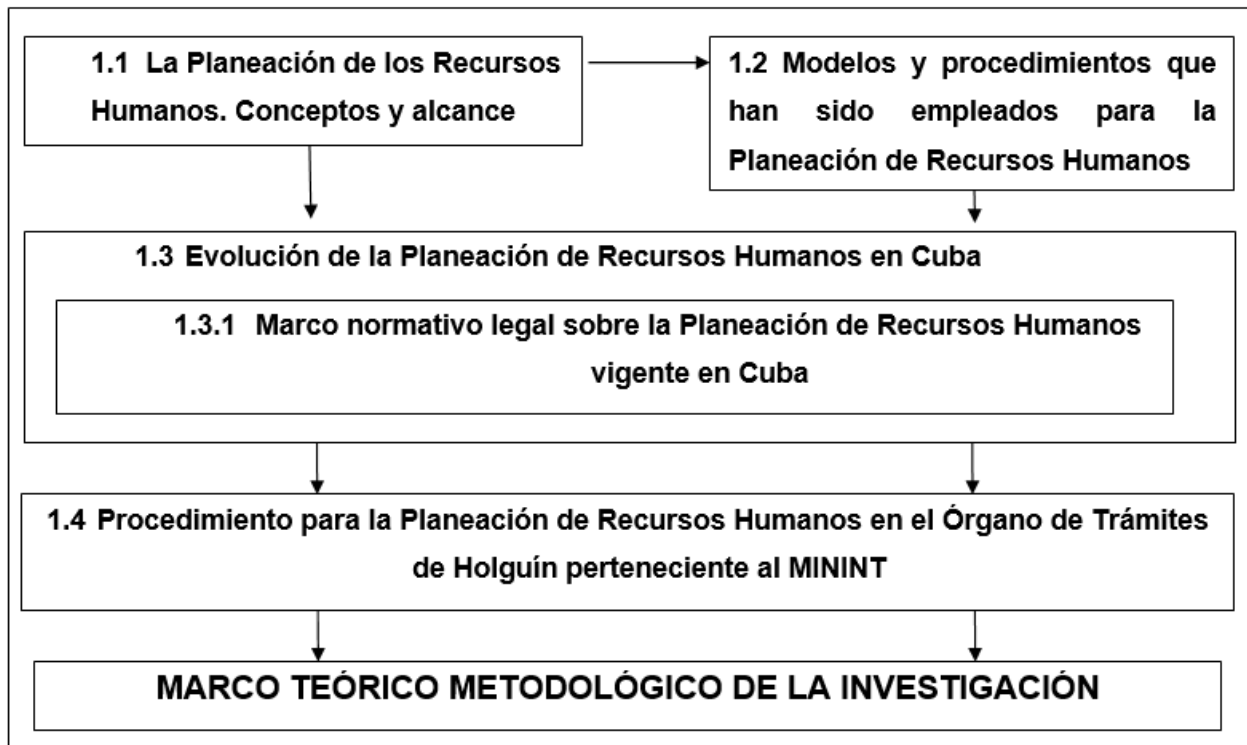 1.1 La Planeación de los Recursos
Humanos. Conceptos y alcance
1.2 Modelos y procedimientos que
han sido empleados para la
Planeación de Recursos Humanos
1.3 Evolución de la Planeación de Recursos Humanos en Cuba
1.3.1 Marco normativo legal sobre la Planeación de Recursos Humanos
vigente en Cuba
1.4 Procedimiento para la Planeación de Recursos Humanos en el Órgano de Trámites
de Holguín perteneciente al MININT
MARCO TEÓRICO METODOLÓGICO DE LA INVESTIGACIÓN